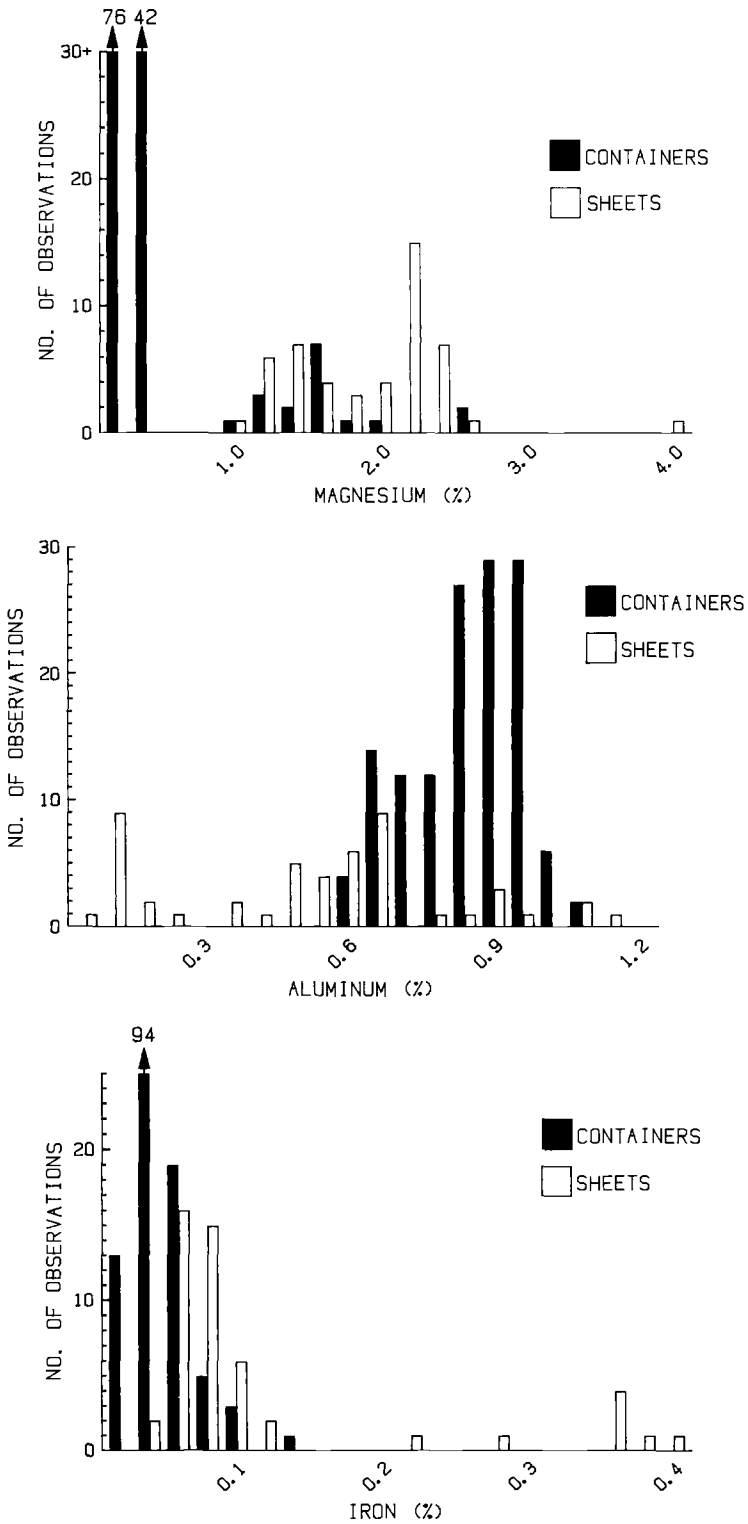 76 42
30+
20
10
0
NO. OF OBSERVATIONS
CONTAINERS
SHEETS
1.0 2.0 3.0 4.0
MAGNESIUM (%)
30
20
10
0
NO. OF OBSERVATIONS
CONTAINERS
SHEETS
0.3 0.6 0.9 1.2
ALUMINUM (%)
94
20
10
0
NO. OF OBSERVATIONS
CONTAINERS
SHEETS
0.1 0.2 0.3 0.4
IRON (%)